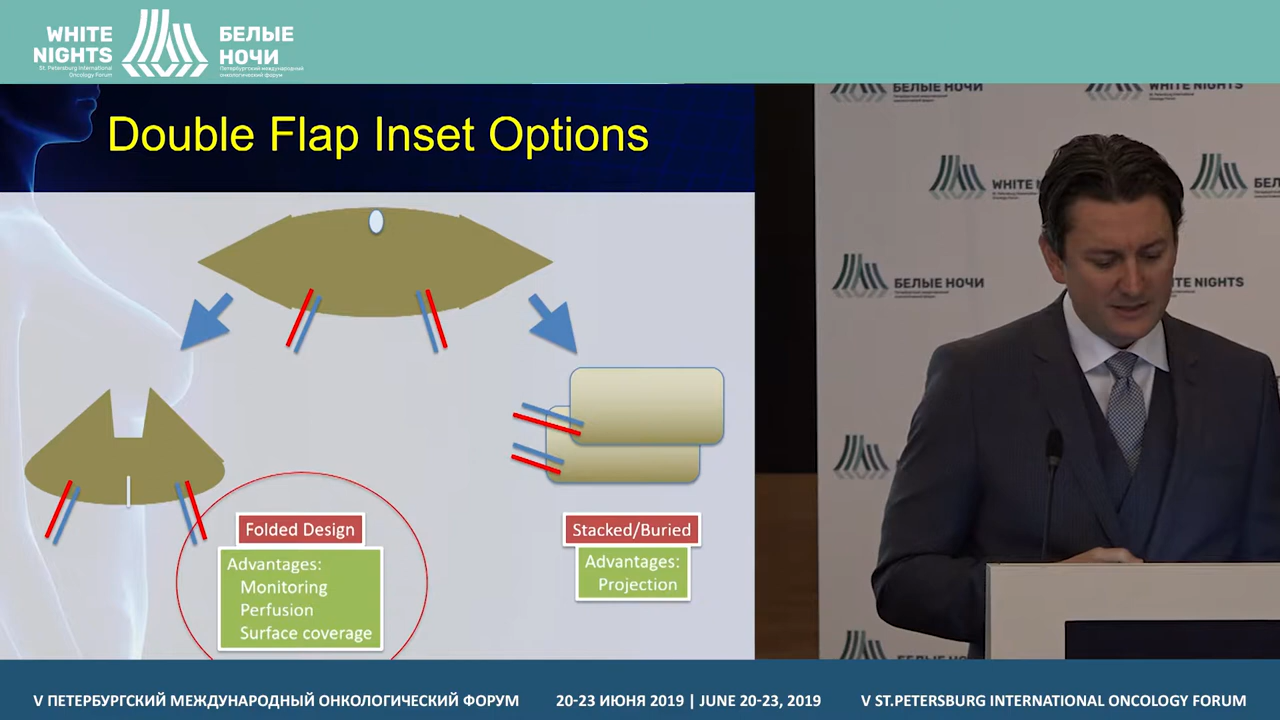 WHITE
NIGHTS
St. Petersburg International
Oncology Forum
БЕЛЫЕ
НОЧИ
Петербургский международный
онкологический форум
Double Flap Inset Options
Folded Design
Advantages:
Monitoring
Perfusion
Surface coverage
Stacked/Buried
Advantages:
Projection
БЕЛЫЕ НОЧИ
WHITE NIGHTS
WHITE NI
БЕЛ
БЕЛЫЕ НОЧИ
TE NIGHTS
V ПЕТЕРБУРГСКИЙ МЕЖДУНАРОДНЫЙ ОНКОЛОГИЧЕСКИЙ ФОРУМ
20-23 ИЮНЯ 2019 | JUNE 20-23, 2019
V ST.PETERSBURG INTERNATIONAL ONCOLOGY FORUM